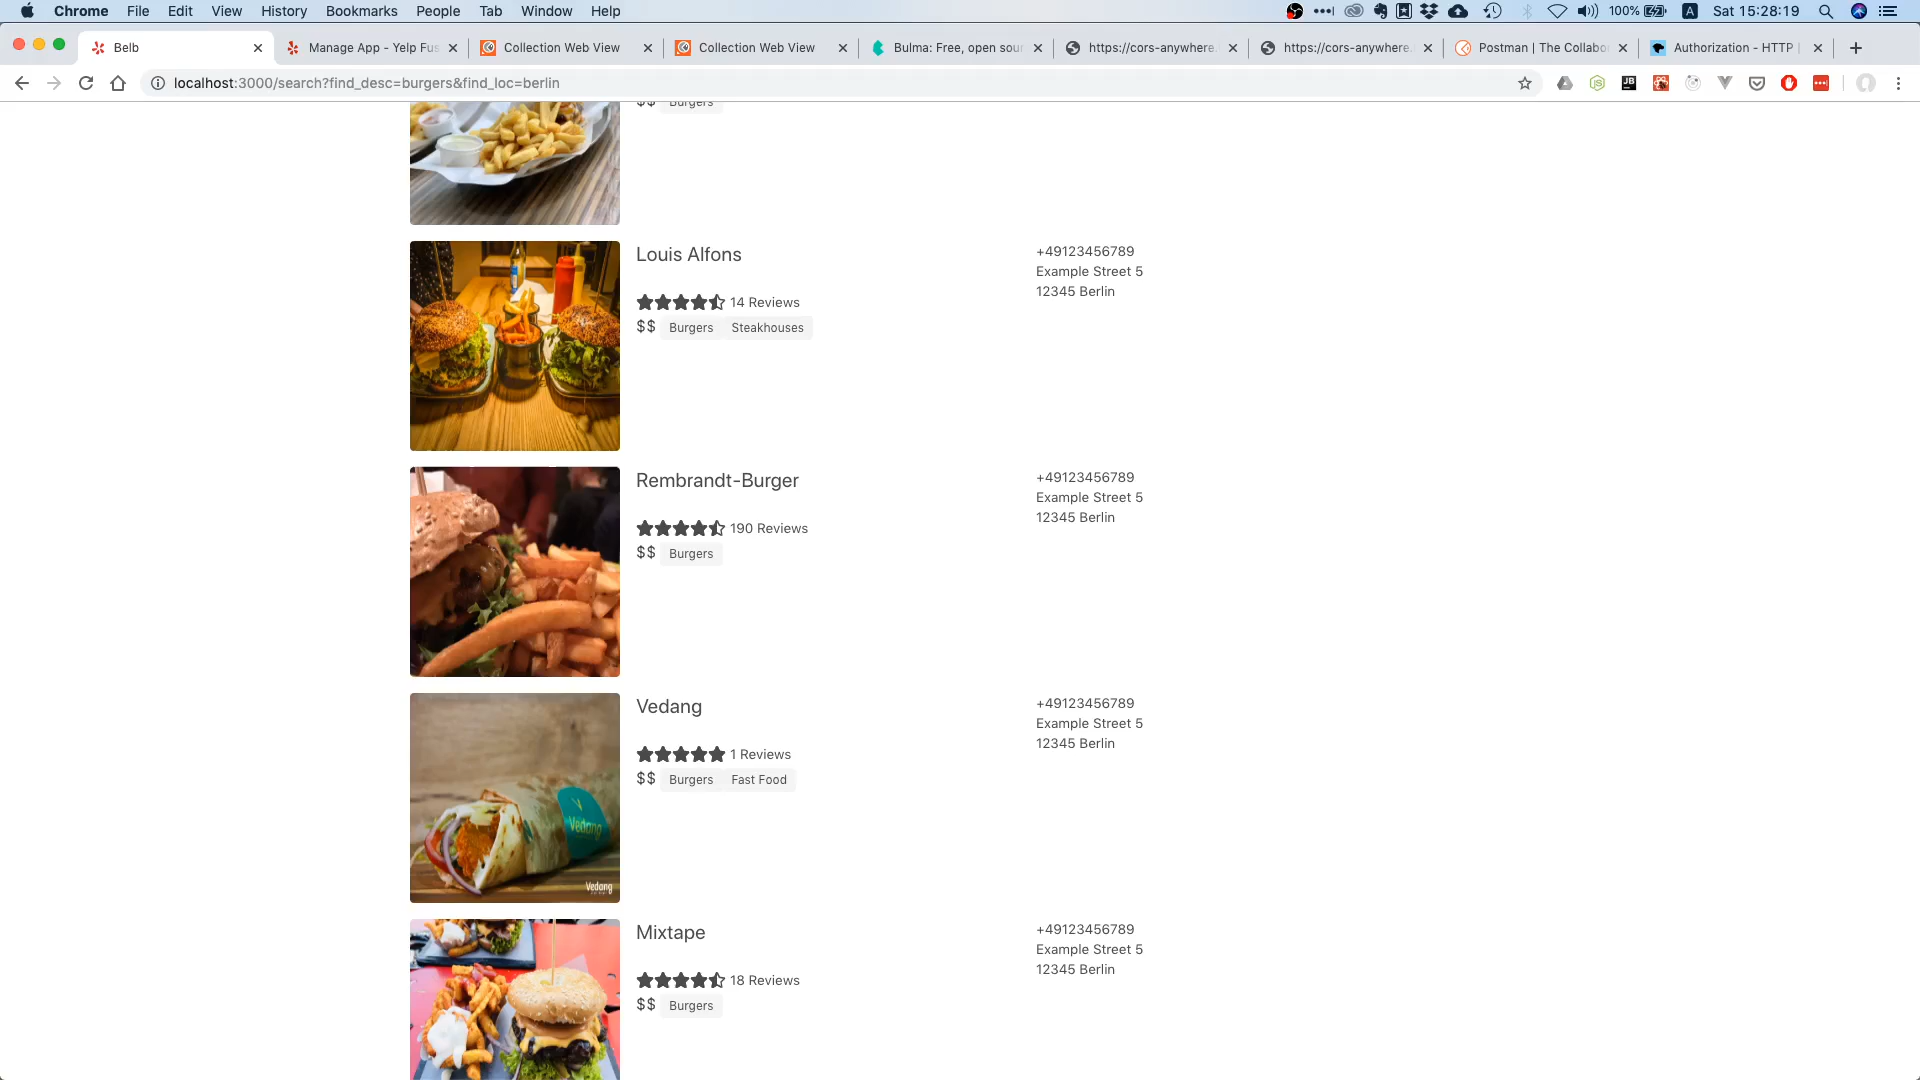 Chrome File Edit View History Bookmarks People Tab Window Help 100% Sat 15:28:19
Belb Manage App - Yelp Fus Collection Web View Collection Web View Bulma: Free, open sour https://cors-anywhere. https://cors-anywhere. Postman | The Collabo Authorization - HTTP |
localhost:3000/search?find_desc=burgers&find_loc=berlin
$$ Burgers
Louis Alfons
14 Reviews
$$ Burgers Steakhouses
+49123456789
Example Street 5
12345 Berlin
Rembrandt-Burger
190 Reviews
$$ Burgers
+49123456789
Example Street 5
12345 Berlin
Vedang
1 Reviews
$$ Burgers Fast Food
+49123456789
Example Street 5
12345 Berlin
Vedang
Vedang
Mixtape
18 Reviews
$$ Burgers
+49123456789
Example Street 5
12345 Berlin